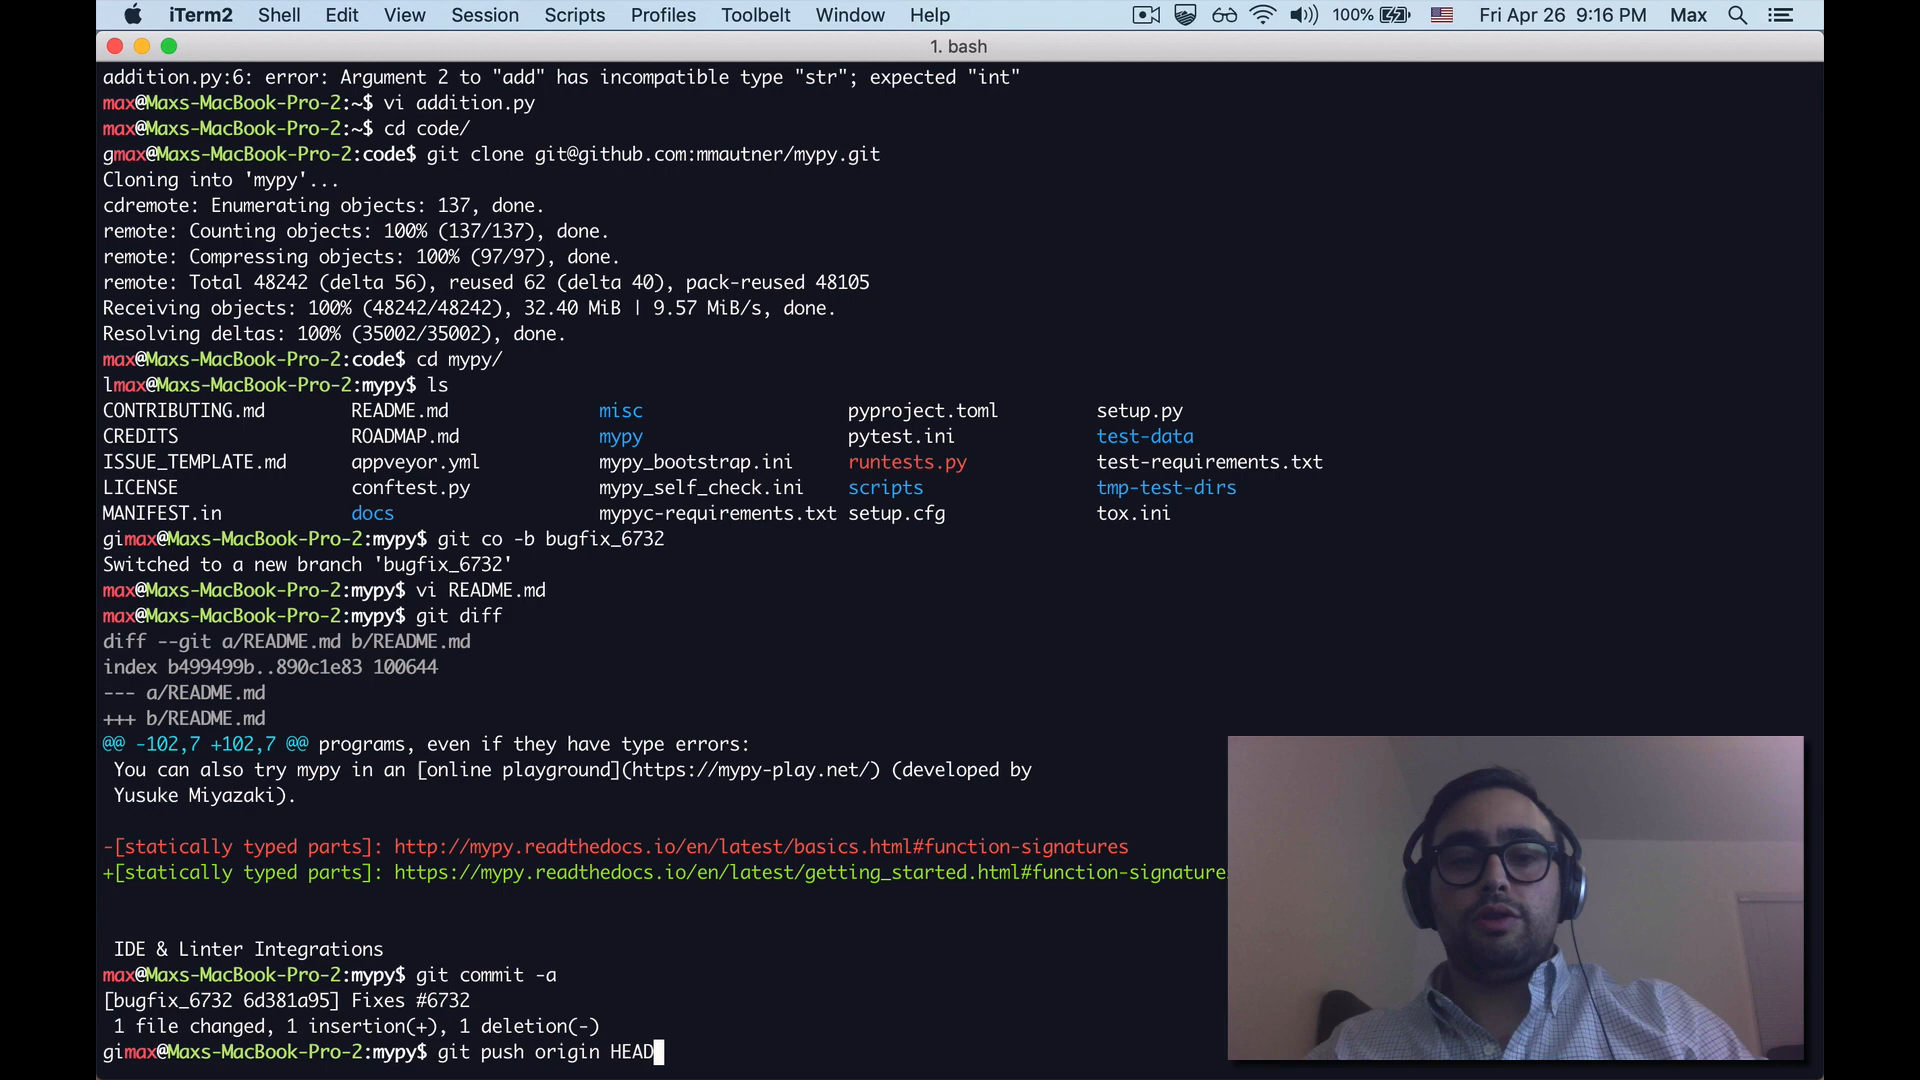 iTerm2 Shell Edit View Session Scripts Profiles Toolbelt Window Help 100% Fri Apr 26 9:16 PM Max
1. bash
addition.py:6: error: Argument 2 to "add" has incompatible type "str"; expected "int"
max@Maxs-MacBook-Pro-2:~$ vi addition.py
max@Maxs-MacBook-Pro-2:~$ cd code/
gmax@Maxs-MacBook-Pro-2:code$ git clone git@github.com:mmautner/mypy.git
Cloning into 'mypy'...
cdremote: Enumerating objects: 137, done.
remote: Counting objects: 100% (137/137), done.
remote: Compressing objects: 100% (97/97), done.
remote: Total 48242 (delta 56), reused 62 (delta 40), pack-reused 48105
Receiving objects: 100% (48242/48242), 32.40 MiB | 9.57 MiB/s, done.
Resolving deltas: 100% (35002/35002), done.
max@Maxs-MacBook-Pro-2:code$ cd mypy/
lmax@Maxs-MacBook-Pro-2:mypy$ ls
CONTRIBUTING.md README.md misc pyproject.toml setup.py
CREDITS ROADMAP.md mypy pytest.ini test-data
ISSUE_TEMPLATE.md appveyor.yml mypy_bootstrap.ini runtests.py test-requirements.txt
LICENSE conftest.py mypy_self_check.ini scripts tmp-test-dirs
MANIFEST.in docs mypyc-requirements.txt setup.cfg tox.ini
gimax@Maxs-MacBook-Pro-2:mypy$ git co -b bugfix_6732
Switched to a new branch 'bugfix_6732'
max@Maxs-MacBook-Pro-2:mypy$ vi README.md
max@Maxs-MacBook-Pro-2:mypy$ git diff
diff --git a/README.md b/README.md
index b499499b..890c1e83 100644
--- a/README.md
+++ b/README.md
@@ -102,7 +102,7 @@ programs, even if they have type errors:
You can also try mypy in an [online playground](https://mypy-play.net/) (developed by
Yusuke Miyazaki).
-[statically typed parts]: http://mypy.readthedocs.io/en/latest/basics.html#function-signatures
+[statically typed parts]: https://mypy.readthedocs.io/en/latest/getting_started.html#function-signature
IDE & Linter Integrations
max@Maxs-MacBook-Pro-2:mypy$ git commit -a
[bugfix_6732 6d381a95] Fixes #6732
1 file changed, 1 insertion(+), 1 deletion(-)
gimax@Maxs-MacBook-Pro-2:mypy$ git push origin HEAD